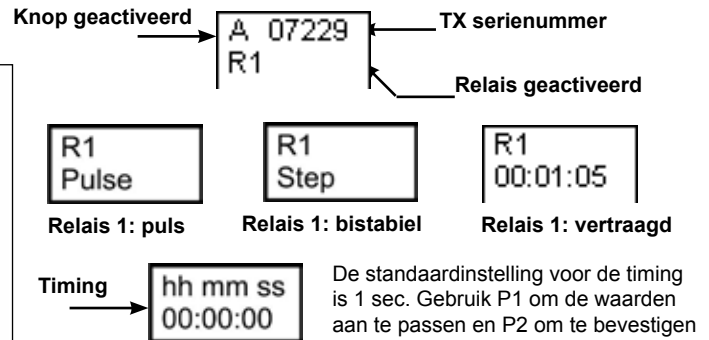 Knop geactiveerd
A 07229
TX serienummer
R1
Relais geactiveerd
R1
Pulse
R1
Step
R1
00:01:05
Relais 1: puls
Relais 1: bistabiel
Relais 1: vertraagd
Timing
hh mm ss
00:00:00
De standaardinstelling voor de timing
is 1 sec. Gebruik P1 om de waarden
aan te passen en P2 om te bevestigen